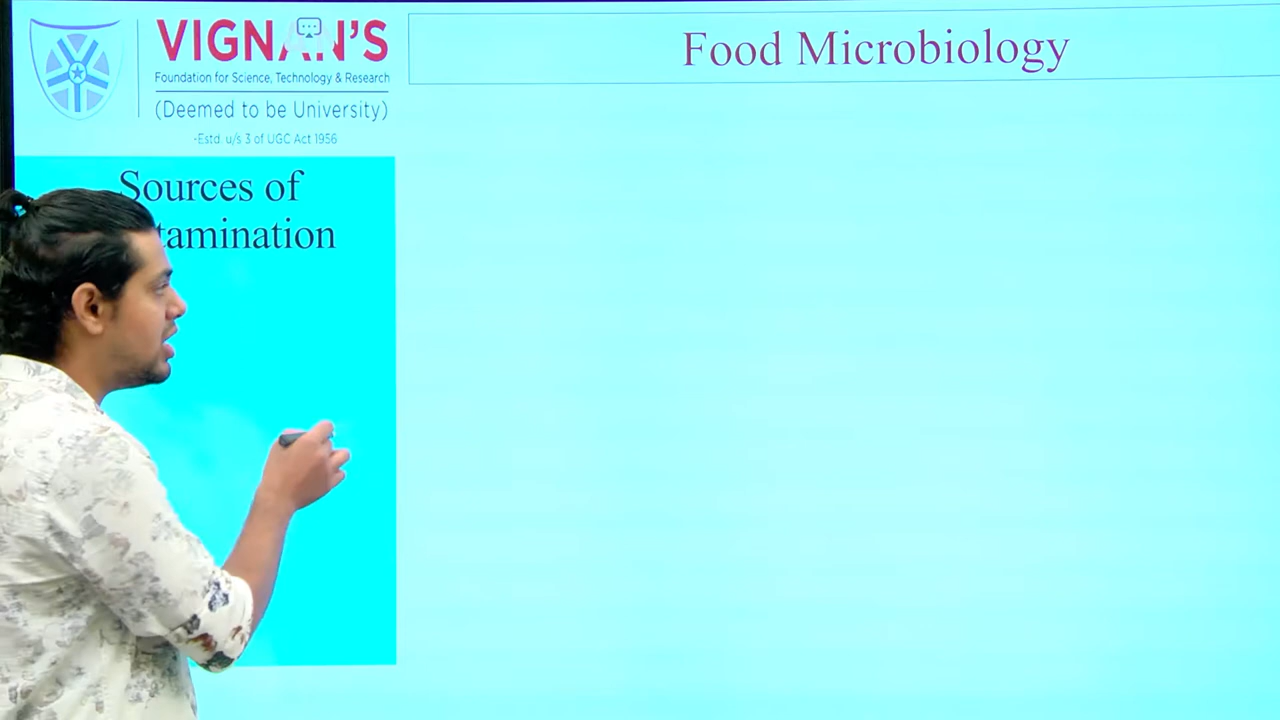 VIGNAN'S
Foundation for Science, Technology & Research
(Deemed to be University)
-Estd. u/s 3 of UGC Act 1956
Food Microbiology
Sources of
tamination